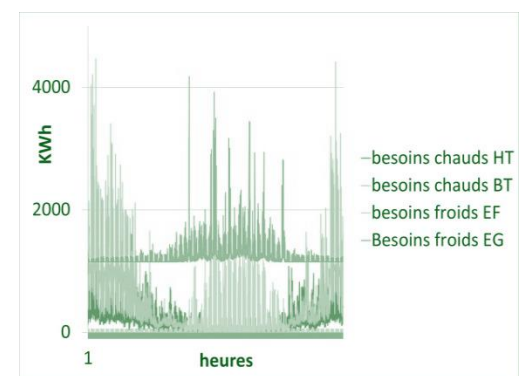 4000
KWh
2000
0
1
heures
besoins chauds HT
besoins chauds BT
besoins froids EF
Besoins froids EG